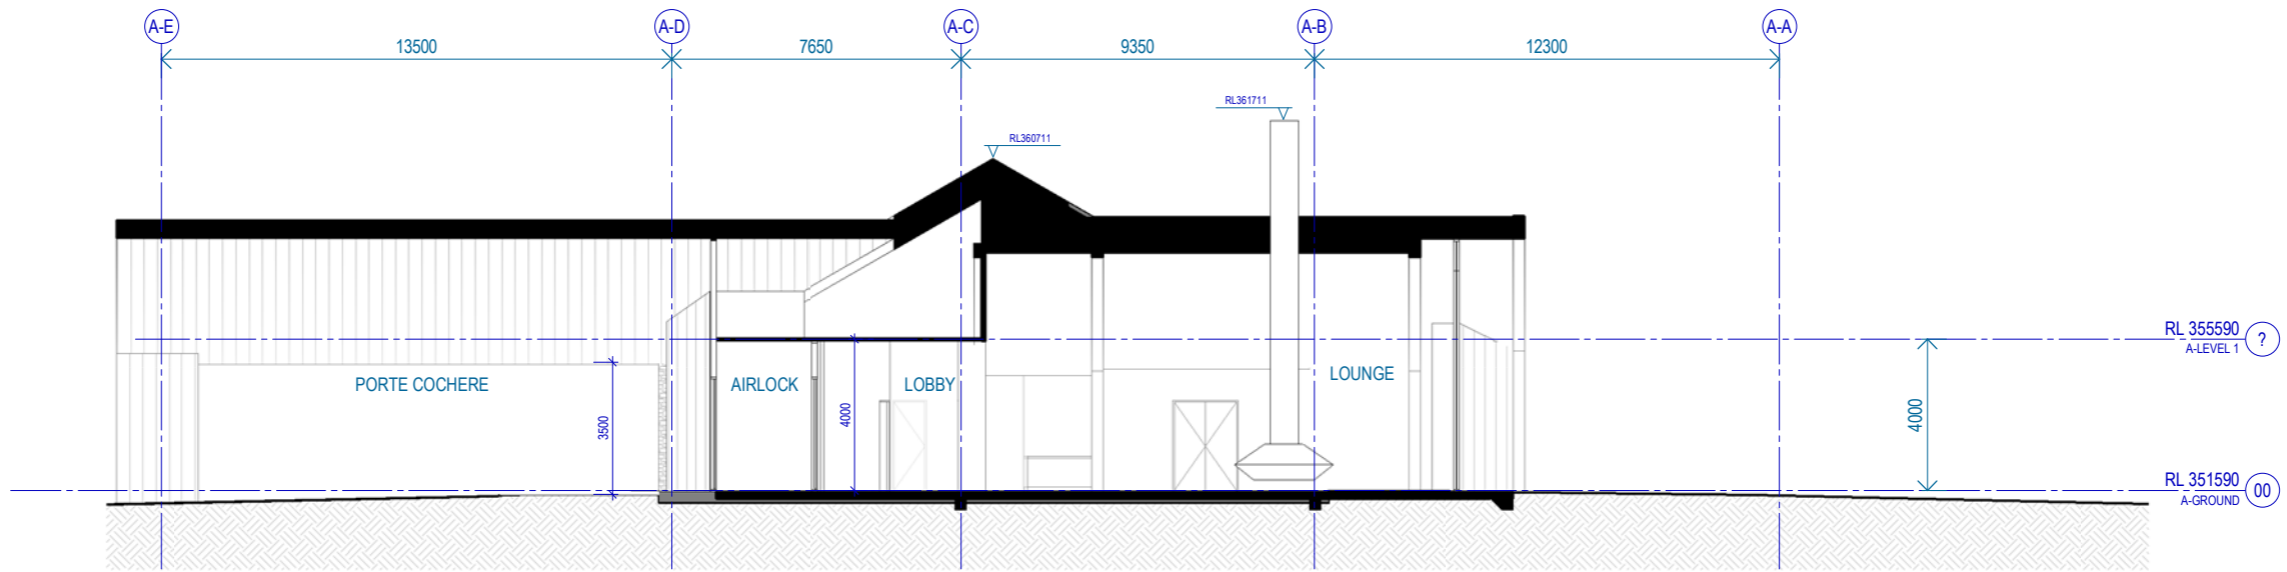 A-E
A-D
A-C
A-B
A-A
13500
7650
9350
12300
RL361711
RL360711
RL 355590
A-LEVEL 1
?
PORTE COCHERE
AIRLOCK
LOBBY
LOUNGE
3500
4000
4000
RL 351590
A-GROUND
00